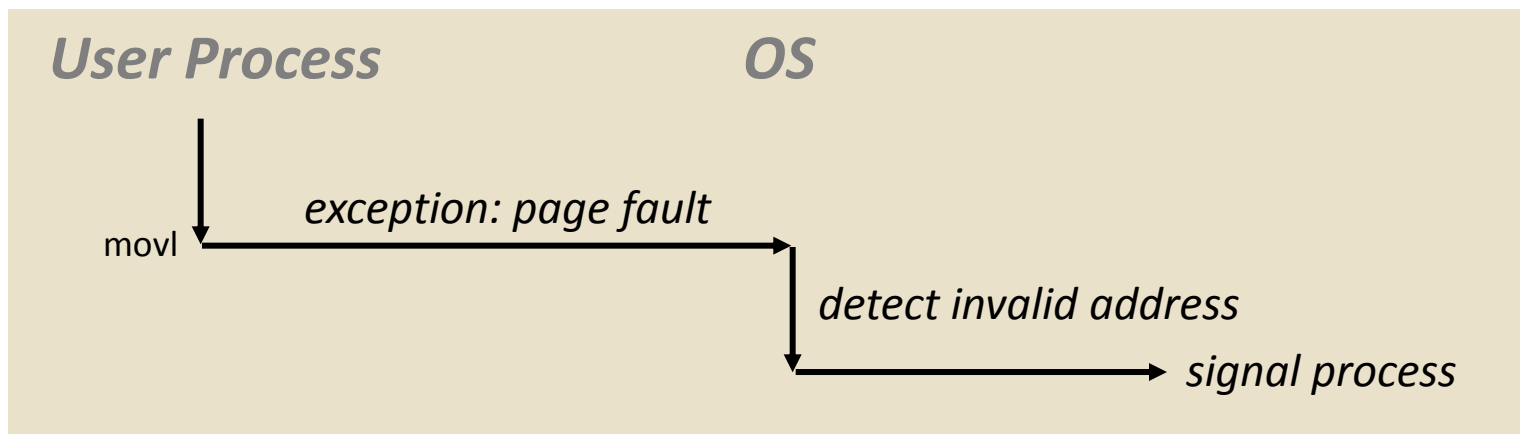 User Process OS
exception: page fault
movl
detect invalid address
signal process